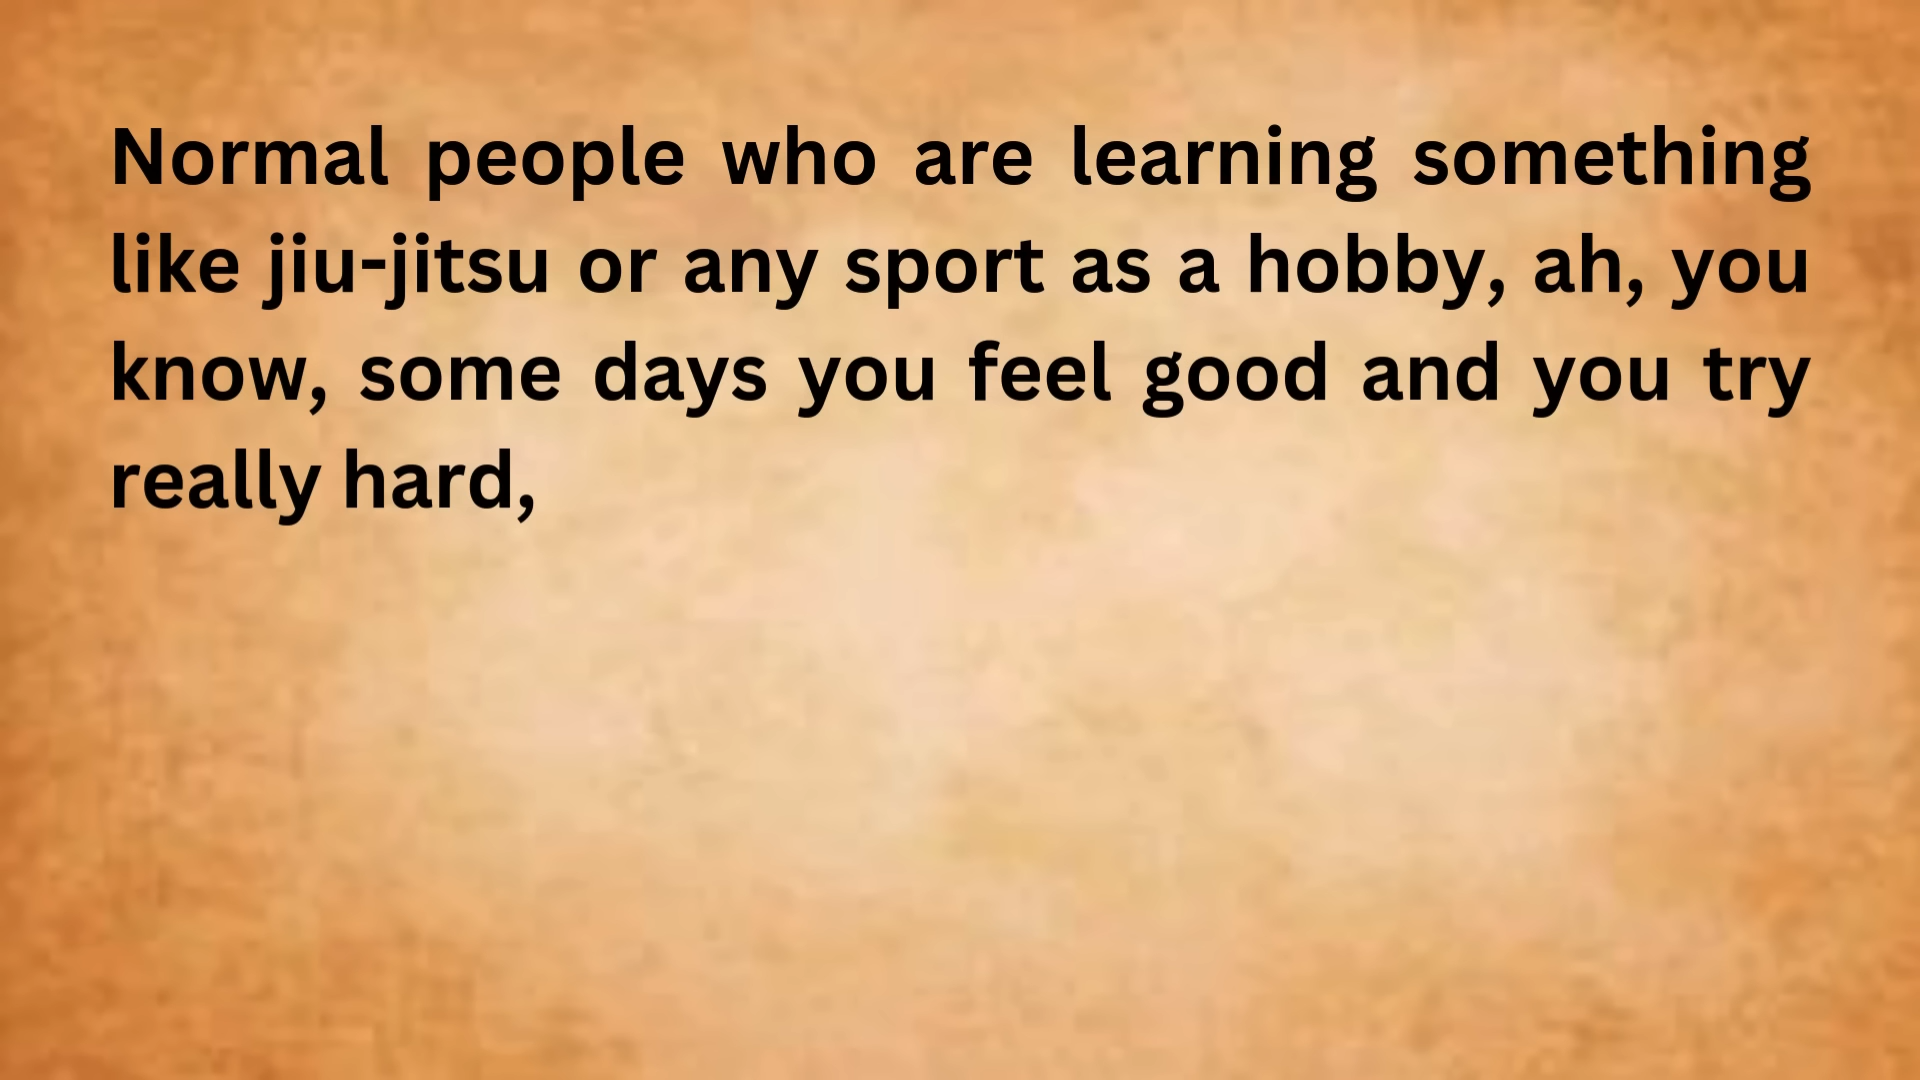 Normal people who are learning something
like jiu-jitsu or any sport as a hobby, ah, you
know, some days you feel good and you try
really hard,